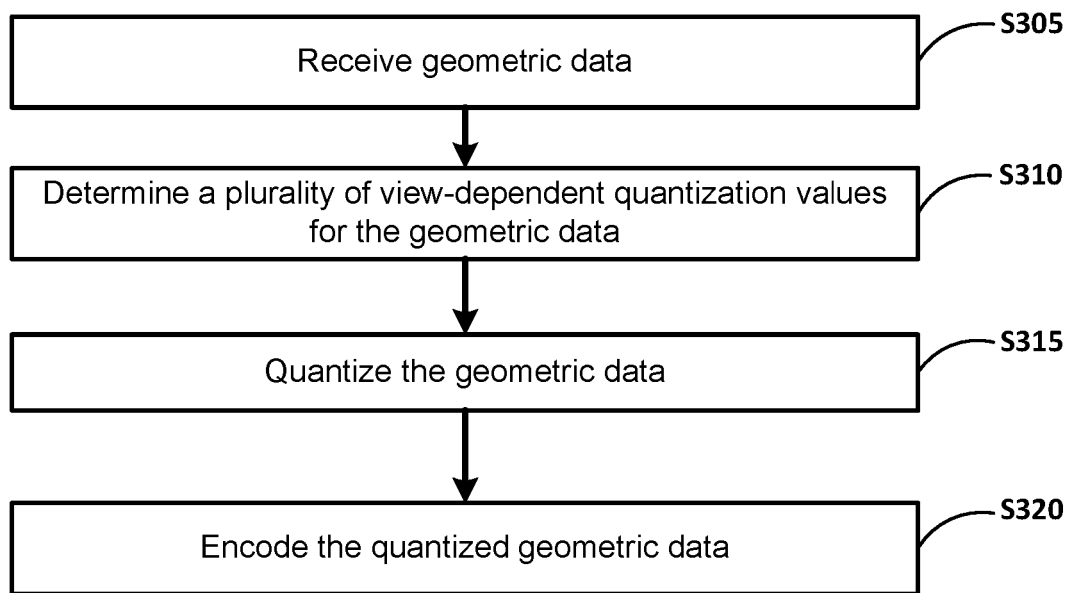 Receive geometric data
S305
Determine a plurality of view-dependent quantization values
for the geometric data
S310
Quantize the geometric data
S315
Encode the quantized geometric data
S320